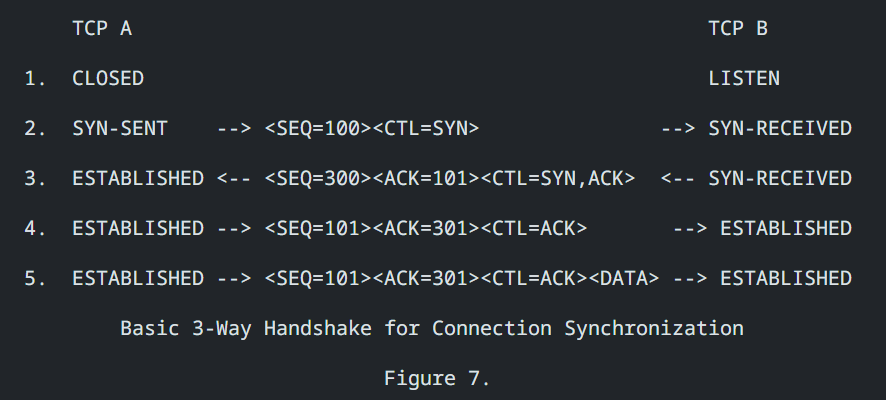 TCP A                                                TCP B
1.  CLOSED                                               LISTEN
2.  SYN-SENT    --> <SEQ=100><CTL=SYN>               --> SYN-RECEIVED
3.  ESTABLISHED <-- <SEQ=300><ACK=101><CTL=SYN,ACK>  <-- SYN-RECEIVED
4.  ESTABLISHED --> <SEQ=101><ACK=301><CTL=ACK>       --> ESTABLISHED
5.  ESTABLISHED --> <SEQ=101><ACK=301><CTL=ACK><DATA> --> ESTABLISHED
Basic 3-Way Handshake for Connection Synchronization
Figure 7.